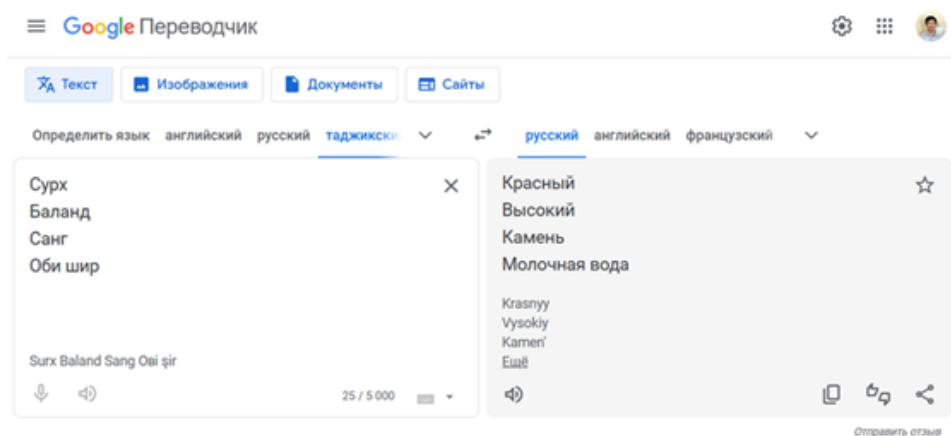 Google Переводчик
Текст Изображения Документы Сайты
Определить язык английский русский таджикски русский английский французский
Сурх
Баланд
Санг
Оби шир
Surx Baland Sang Oʙi şir
25 / 5 000
Красный
Высокий
Камень
Молочная вода
Krasnyy
Vysokiy
Kamen'
Ещё
Отправить отзыв